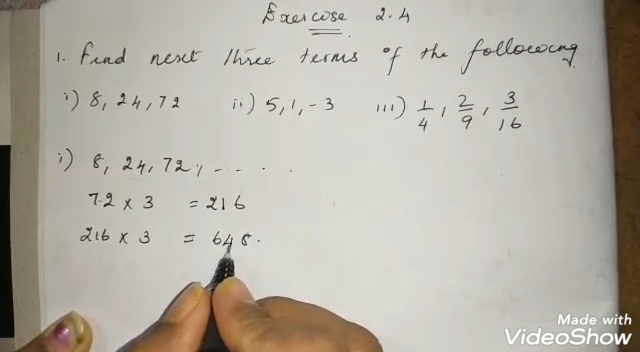 Exercise 2.4
1. Find next three terms of the following
i) 8, 24, 72 ii) 5, 1, -3 iii) 1/4, 2/9, 3/16
i) 8, 24, 72, - - - - .
72 × 3 = 216
216 × 3 = 648.
Made with
VideoShow